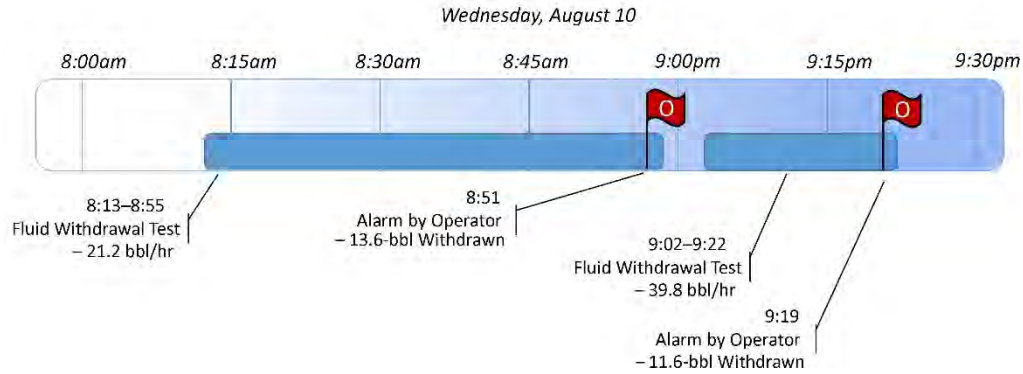 Wednesday, August 10
8:00am 8:15am 8:30am 8:45am 9:00pm 9:15pm 9:30pm
O O
8:13–8:55
Fluid Withdrawal Test
– 21.2 bbl/hr
8:51
Alarm by Operator
– 13.6-bbl Withdrawn
9:02–9:22
Fluid Withdrawal Test
– 39.8 bbl/hr
9:19
Alarm by Operator
– 11.6-bbl Withdrawn